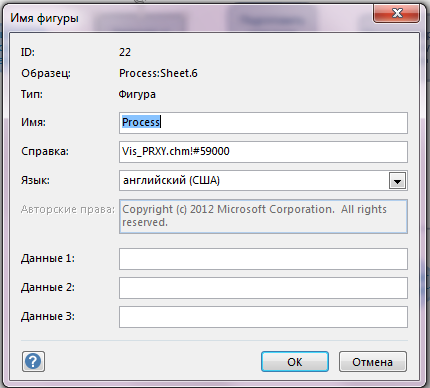 Имя фигуры
ID: 22
Образец: Process:Sheet.6
Тип: Фигура
Имя: Process
Справка: Vis_PRXY.chm!#59000
Язык: английский (США)
Авторские права: Copyright (c) 2012 Microsoft Corporation. All rights
reserved.
Данные 1:
Данные 2:
Данные 3:
?
ОК Отмена